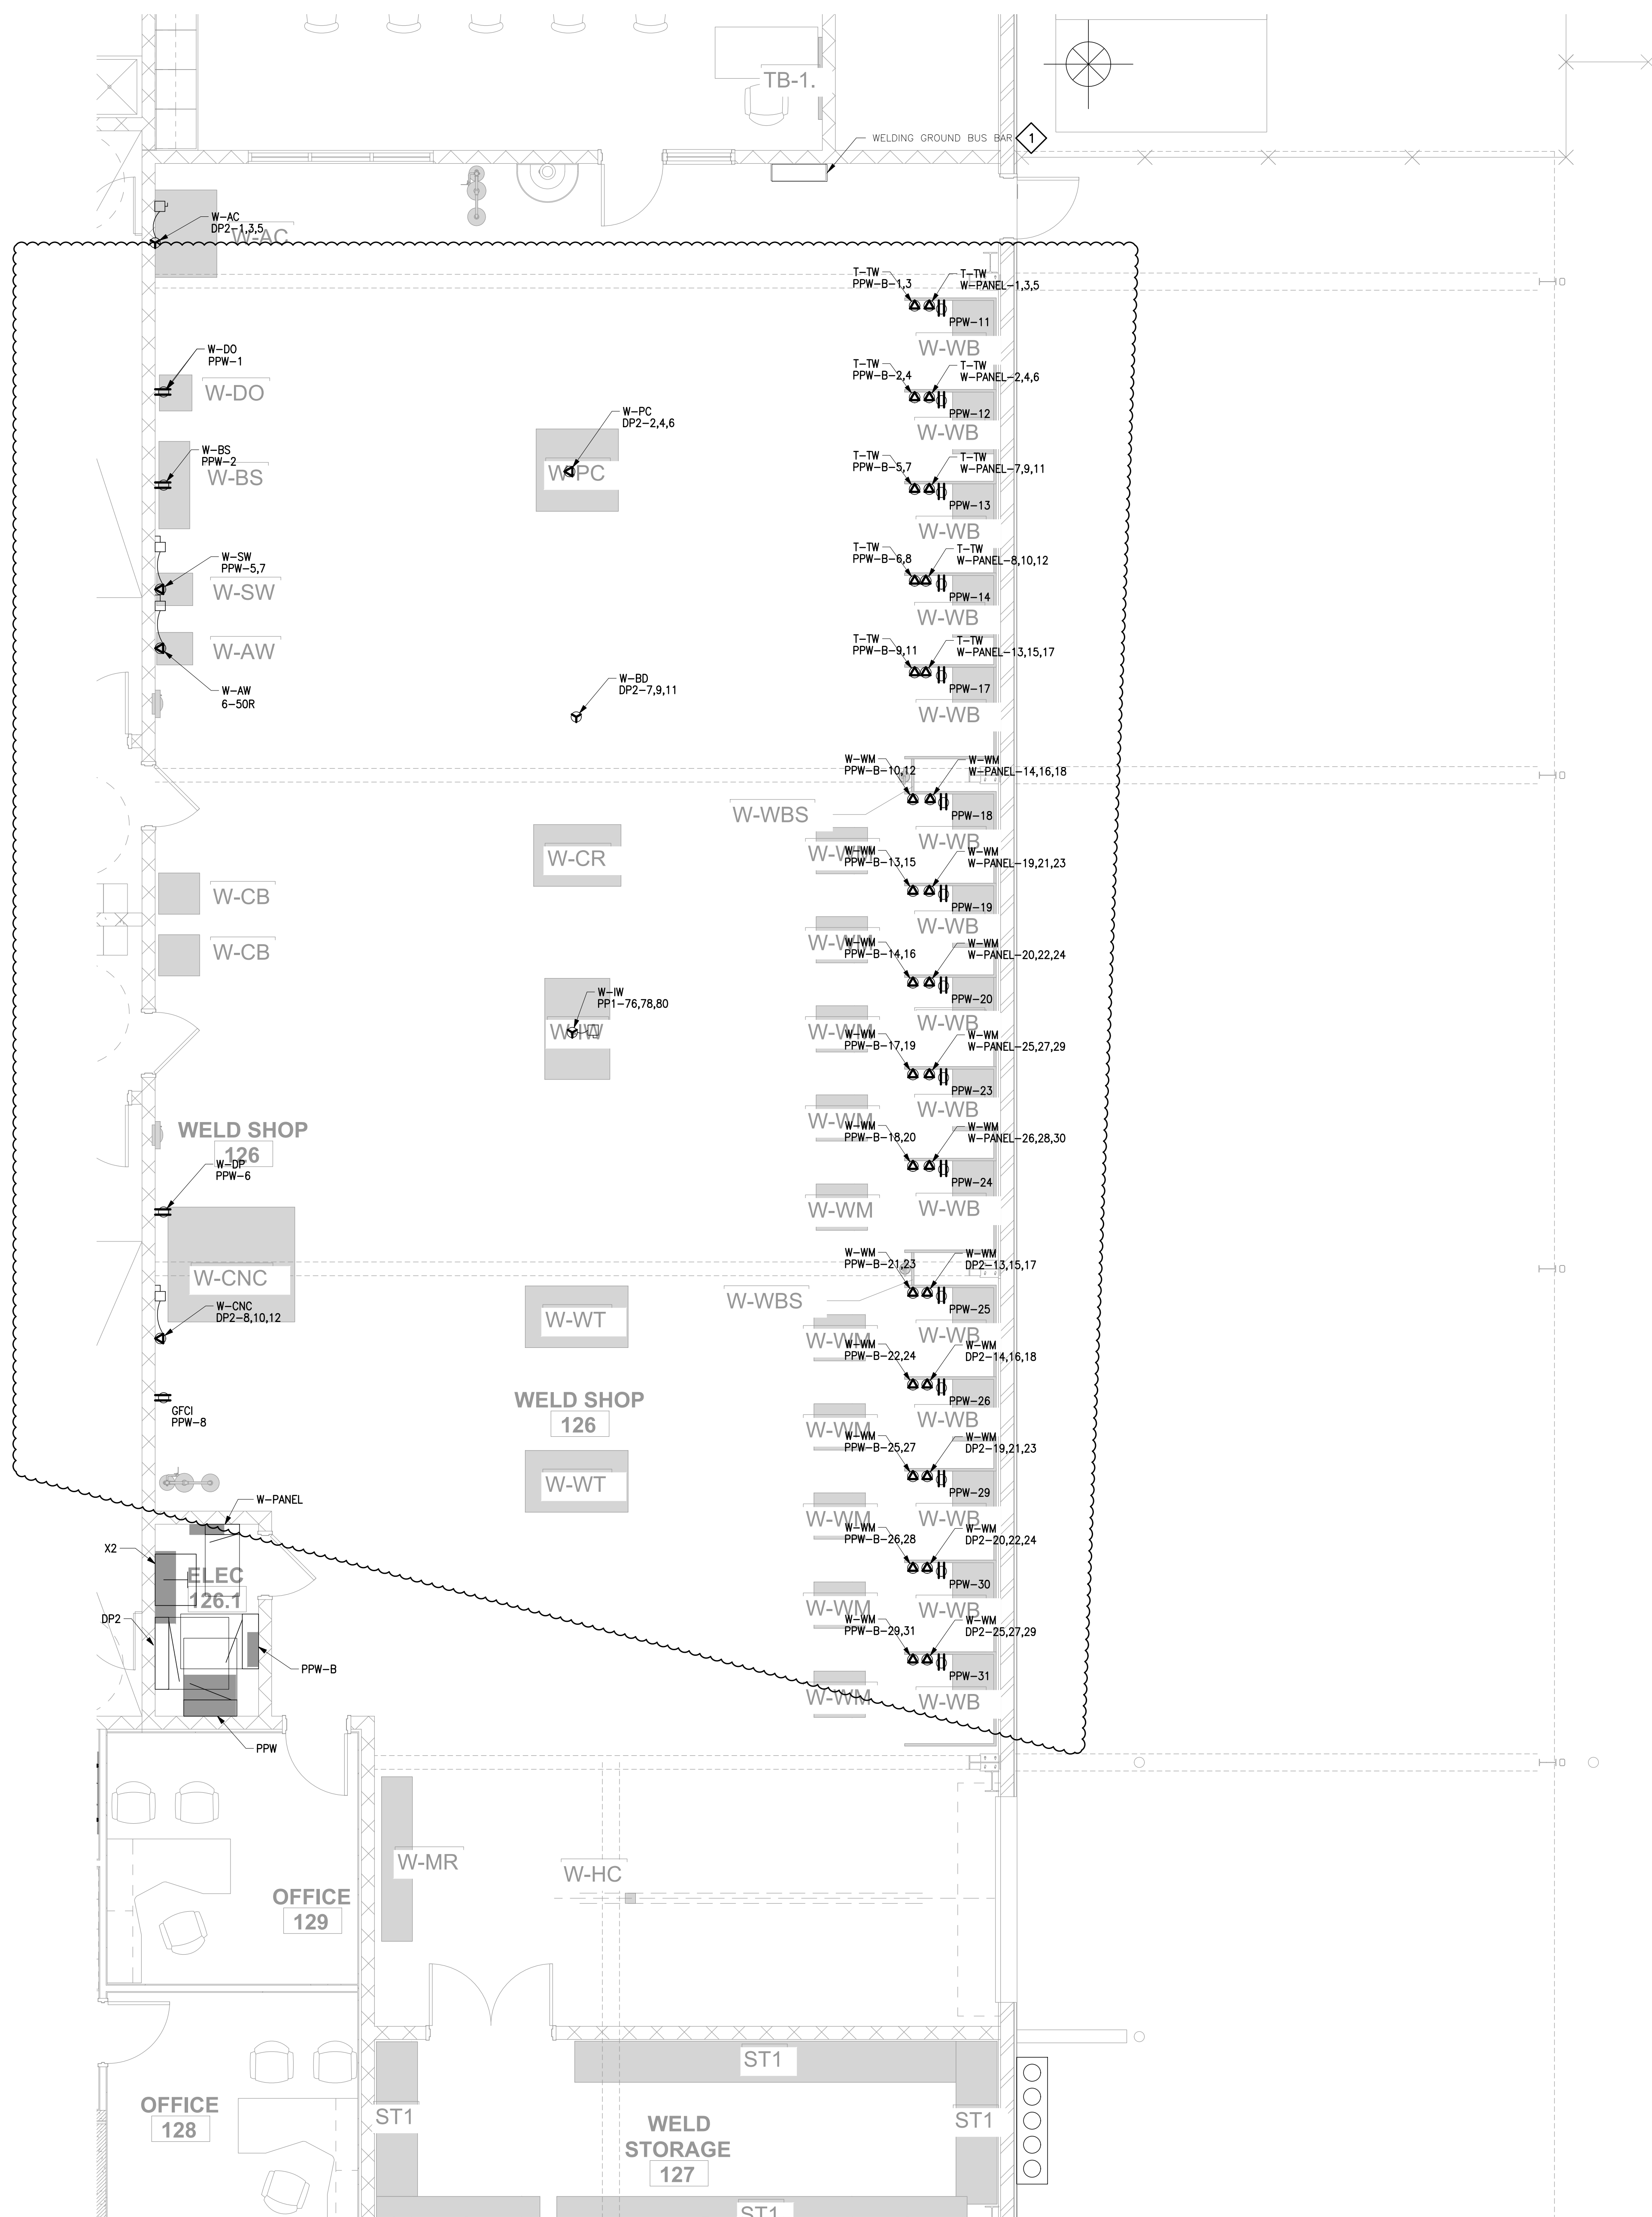 TB-1.
WELDING GROUND BUS BAR
1
W-AC
DP2-1,3,5
W-AC
T-TW
PPW-B-1,3
T-TW
W-PANEL-1,3,5
PPW-11
W-WB
W-DO
PPW-1
W-DO
T-TW
PPW-B-2,4
T-TW
W-PANEL-2,4,6
PPW-12
W-WB
W-PC
DP2-2,4,6
W-PC
W-BS
PPW-2
W-BS
T-TW
PPW-B-5,7
T-TW
W-PANEL-7,9,11
PPW-13
W-WB
W-SW
PPW-5,7
W-SW
T-TW
PPW-B-6,8
T-TW
W-PANEL-8,10,12
PPW-14
W-WB
W-AW
W-AW
6-50R
T-TW
PPW-B-9,11
T-TW
W-PANEL-13,15,17
PPW-17
W-WB
W-BD
DP2-7,9,11
W-WM
PPW-B-10,12
W-WM
W-PANEL-14,16,18
W-WBS
PPW-18
W-WB
W-CR
W-WM
W-WM
PPW-B-13,15
W-WM
W-PANEL-19,21,23
PPW-19
W-WB
W-CB
W-CB
W-WM
W-WM
PPW-B-14,16
W-WM
W-PANEL-20,22,24
PPW-20
W-WB
W-IW
PP1-76,78,80
W-IW
W-WM
W-WM
PPW-B-17,19
W-WM
W-PANEL-25,27,29
PPW-23
W-WB
WELD SHOP
126
W-WM
W-WM
PPW-B-18,20
W-WM
W-PANEL-26,28,30
PPW-24
W-WB
W-DP
PPW-6
W-WM
W-CNC
W-WM
PPW-B-21,23
W-WM
DP2-13,15,17
W-WBS
PPW-25
W-WB
W-CNC
DP2-8,10,12
W-WT
W-WM
W-WM
PPW-B-22,24
W-WM
DP2-14,16,18
PPW-26
W-WB
WELD SHOP
126
GFCI
PPW-8
W-WM
W-WM
PPW-B-25,27
W-WM
DP2-19,21,23
PPW-29
W-WB
W-WT
W-PANEL
W-WM
W-WM
PPW-B-26,28
W-WM
DP2-20,22,24
PPW-30
W-WB
X2
ELEC
126.1
DP2
PPW-B
PPW
W-WM
W-WM
PPW-B-29,31
W-WM
DP2-25,27,29
PPW-31
W-WB
W-WM
W-MR
W-HC
OFFICE
129
ST1
OFFICE
128
ST1
WELD
STORAGE
127
ST1
ST1